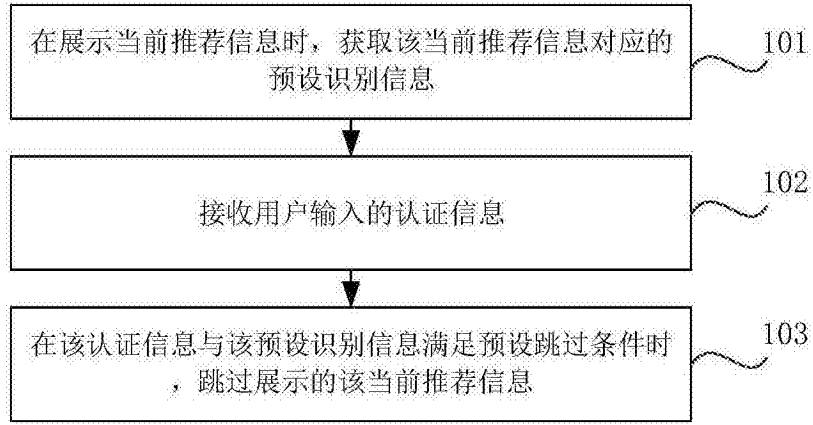 在展示当前推荐信息时，获取该当前推荐信息对应的
预设识别信息
101
接收用户输入的认证信息
102
在该认证信息与该预设识别信息满足预设跳过条件时
，跳过展示的该当前推荐信息
103